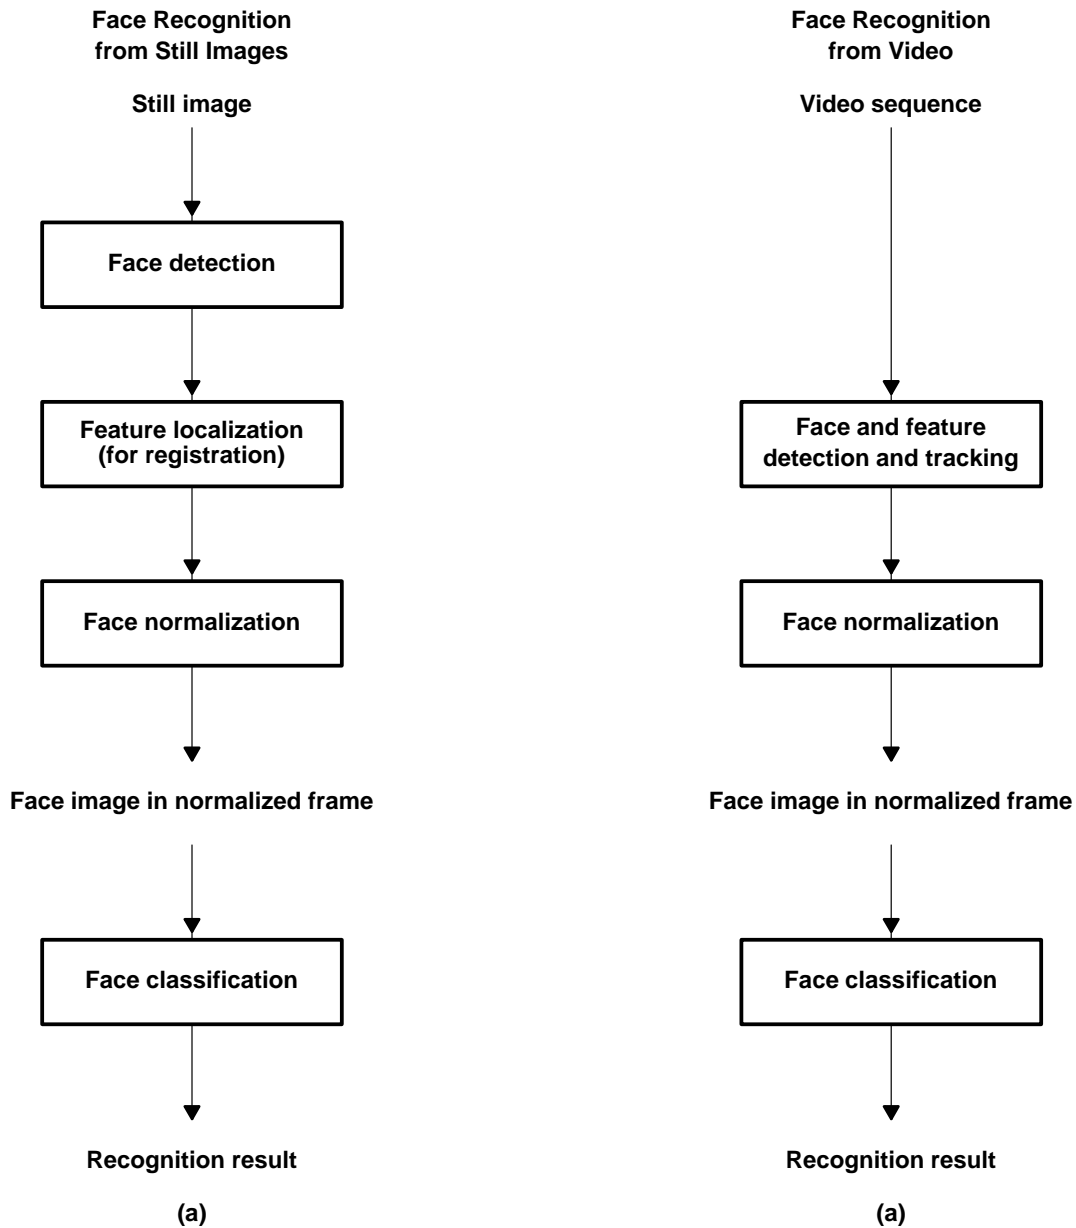 Face Recognition
from Still Images
Still image
Face detection
Feature localization
(for registration)
Face normalization
Face image in normalized frame
Face classification
Recognition result
(a)
Face Recognition
from Video
Video sequence
Face and feature
detection and tracking
Face normalization
Face image in normalized frame
Face classification
Recognition result
(a)